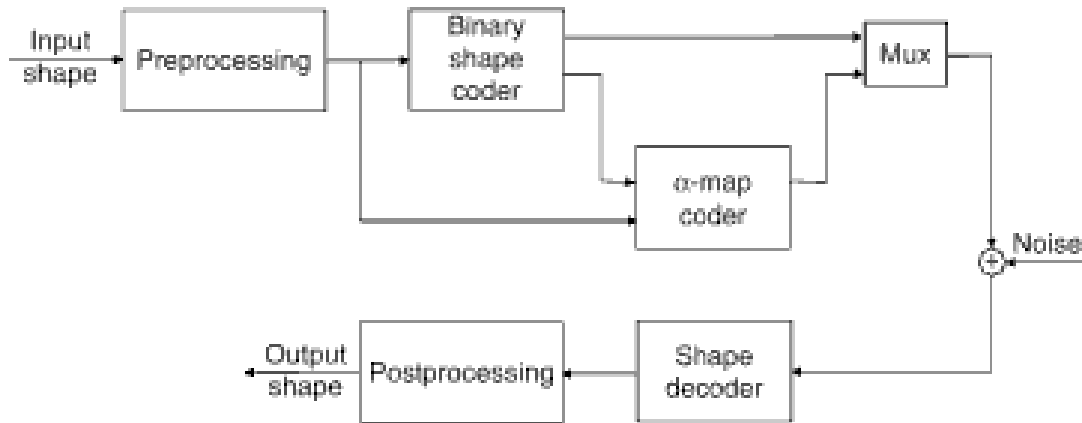 Input
shape
Preprocessing
Binary
shape
coder
Mux
α-map
coder
Noise
+
Output
shape
Postprocessing
Shape
decoder